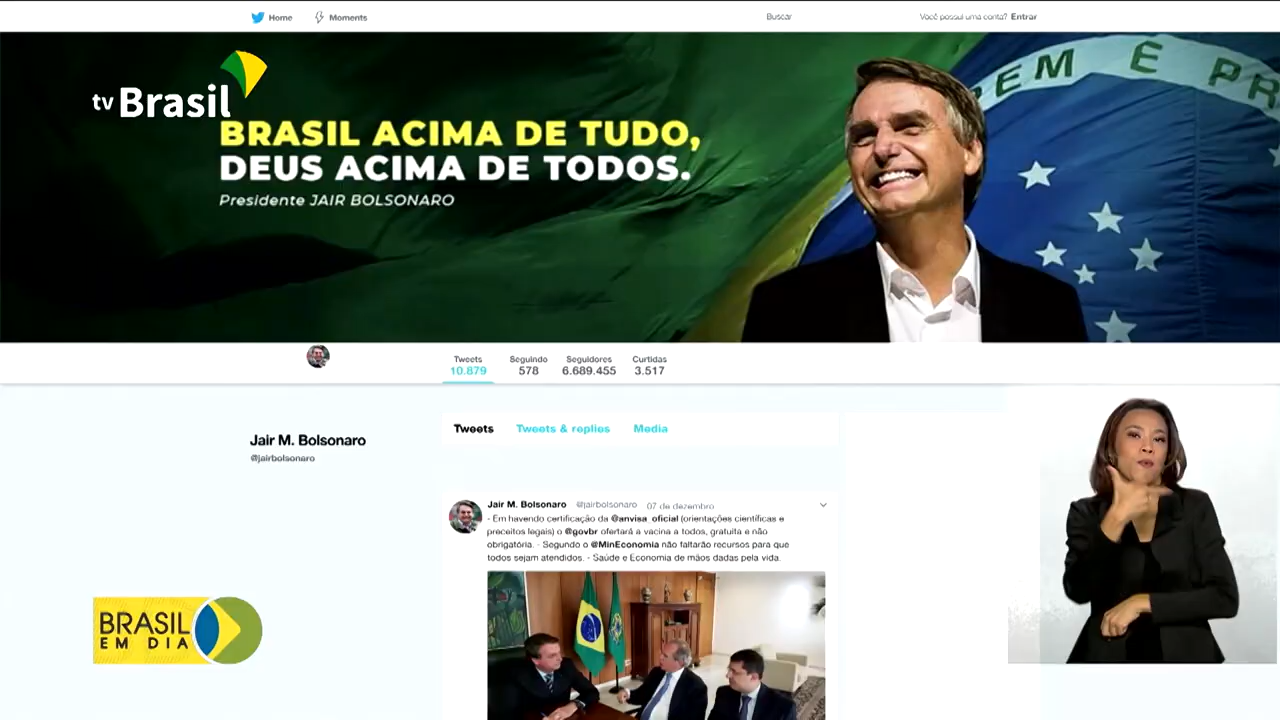 Home
Moments
Buscar
Você possui uma conta? Entrar
tv Brasil
EM É PR
BRASIL ACIMA DE TUDO,
DEUS ACIMA DE TODOS.
Presidente JAIR BOLSONARO
Tweets
Seguindo
Seguidores
Curtidas
10.879
578
6.689.455
3.517
Jair M. Bolsonaro
@jairbolsonaro
Tweets
Tweets & replies
Media
Jair M. Bolsonaro @jairbolsonaro 07 de dezembro
- Em havendo certificação da @anvisa_oficial (orientações científicas e
preceitos legais) o @govbr ofertará a vacina a todos, gratuita e não
obrigatória. - Segundo o @MinEconomia não faltarão recursos para que
todos sejam atendidos. - Saúde e Economia de mãos dadas pela vida.
BRASIL
EM DIA